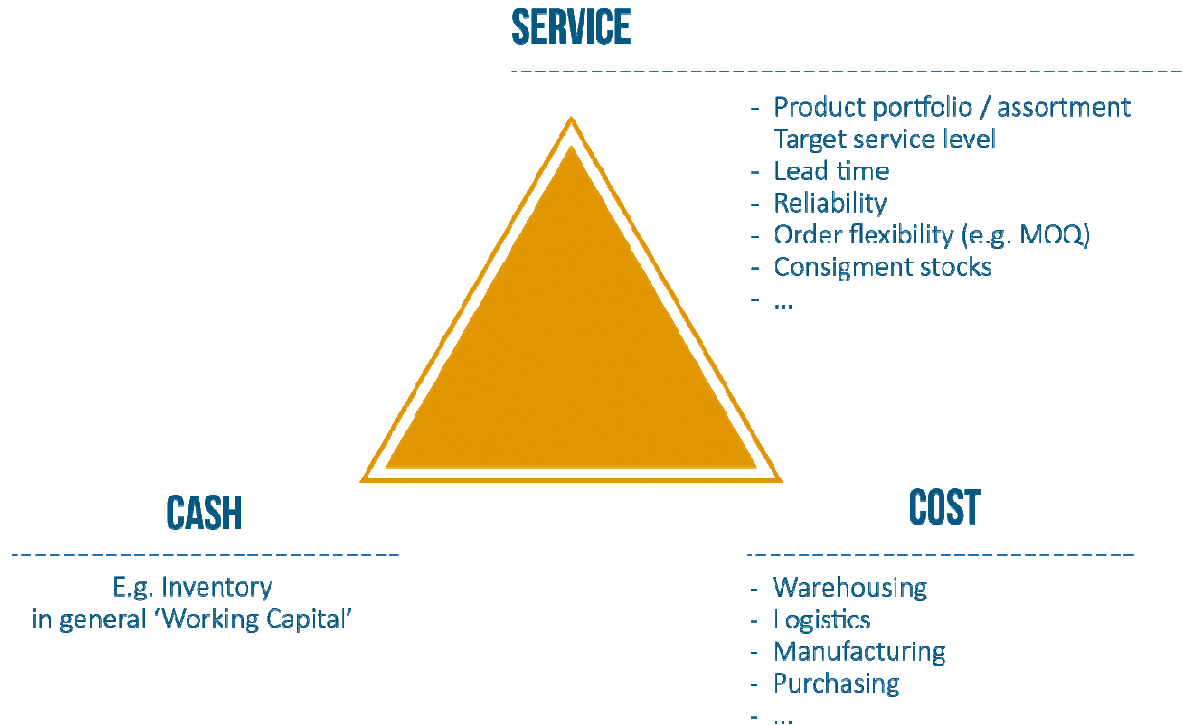 SERVICE
- Product portfolio / assortment
Target service level
- Lead time
- Reliability
- Order flexibility (e.g. MOQ)
- Consigment stocks
- ...
CASH
E.g. Inventory
in general ‘Working Capital’
COST
- Warehousing
- Logistics
- Manufacturing
- Purchasing
- ...